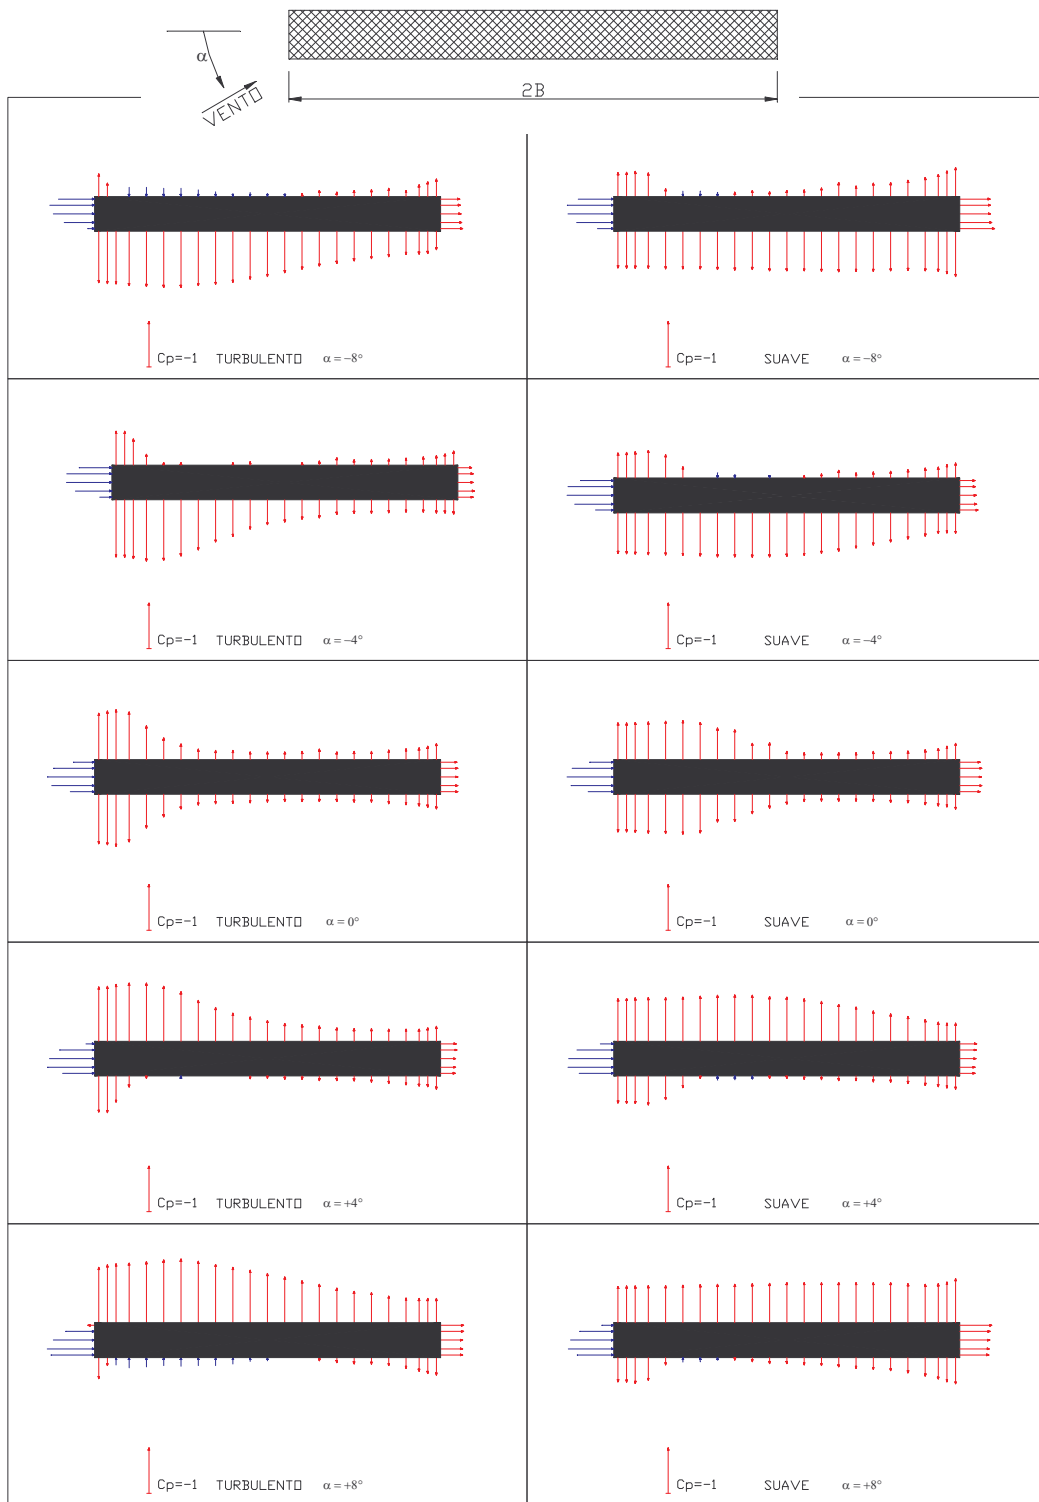 α
VENTO
2B
Cp=-1 TURBULENTO α = -8°
Cp=-1 SUAVE α = -8°
Cp=-1 TURBULENTO α = -4°
Cp=-1 SUAVE α = -4°
Cp=-1 TURBULENTO α = 0°
Cp=-1 SUAVE α = 0°
Cp=-1 TURBULENTO α = +4°
Cp=-1 SUAVE α = +4°
Cp=-1 TURBULENTO α = +8°
Cp=-1 SUAVE α = +8°